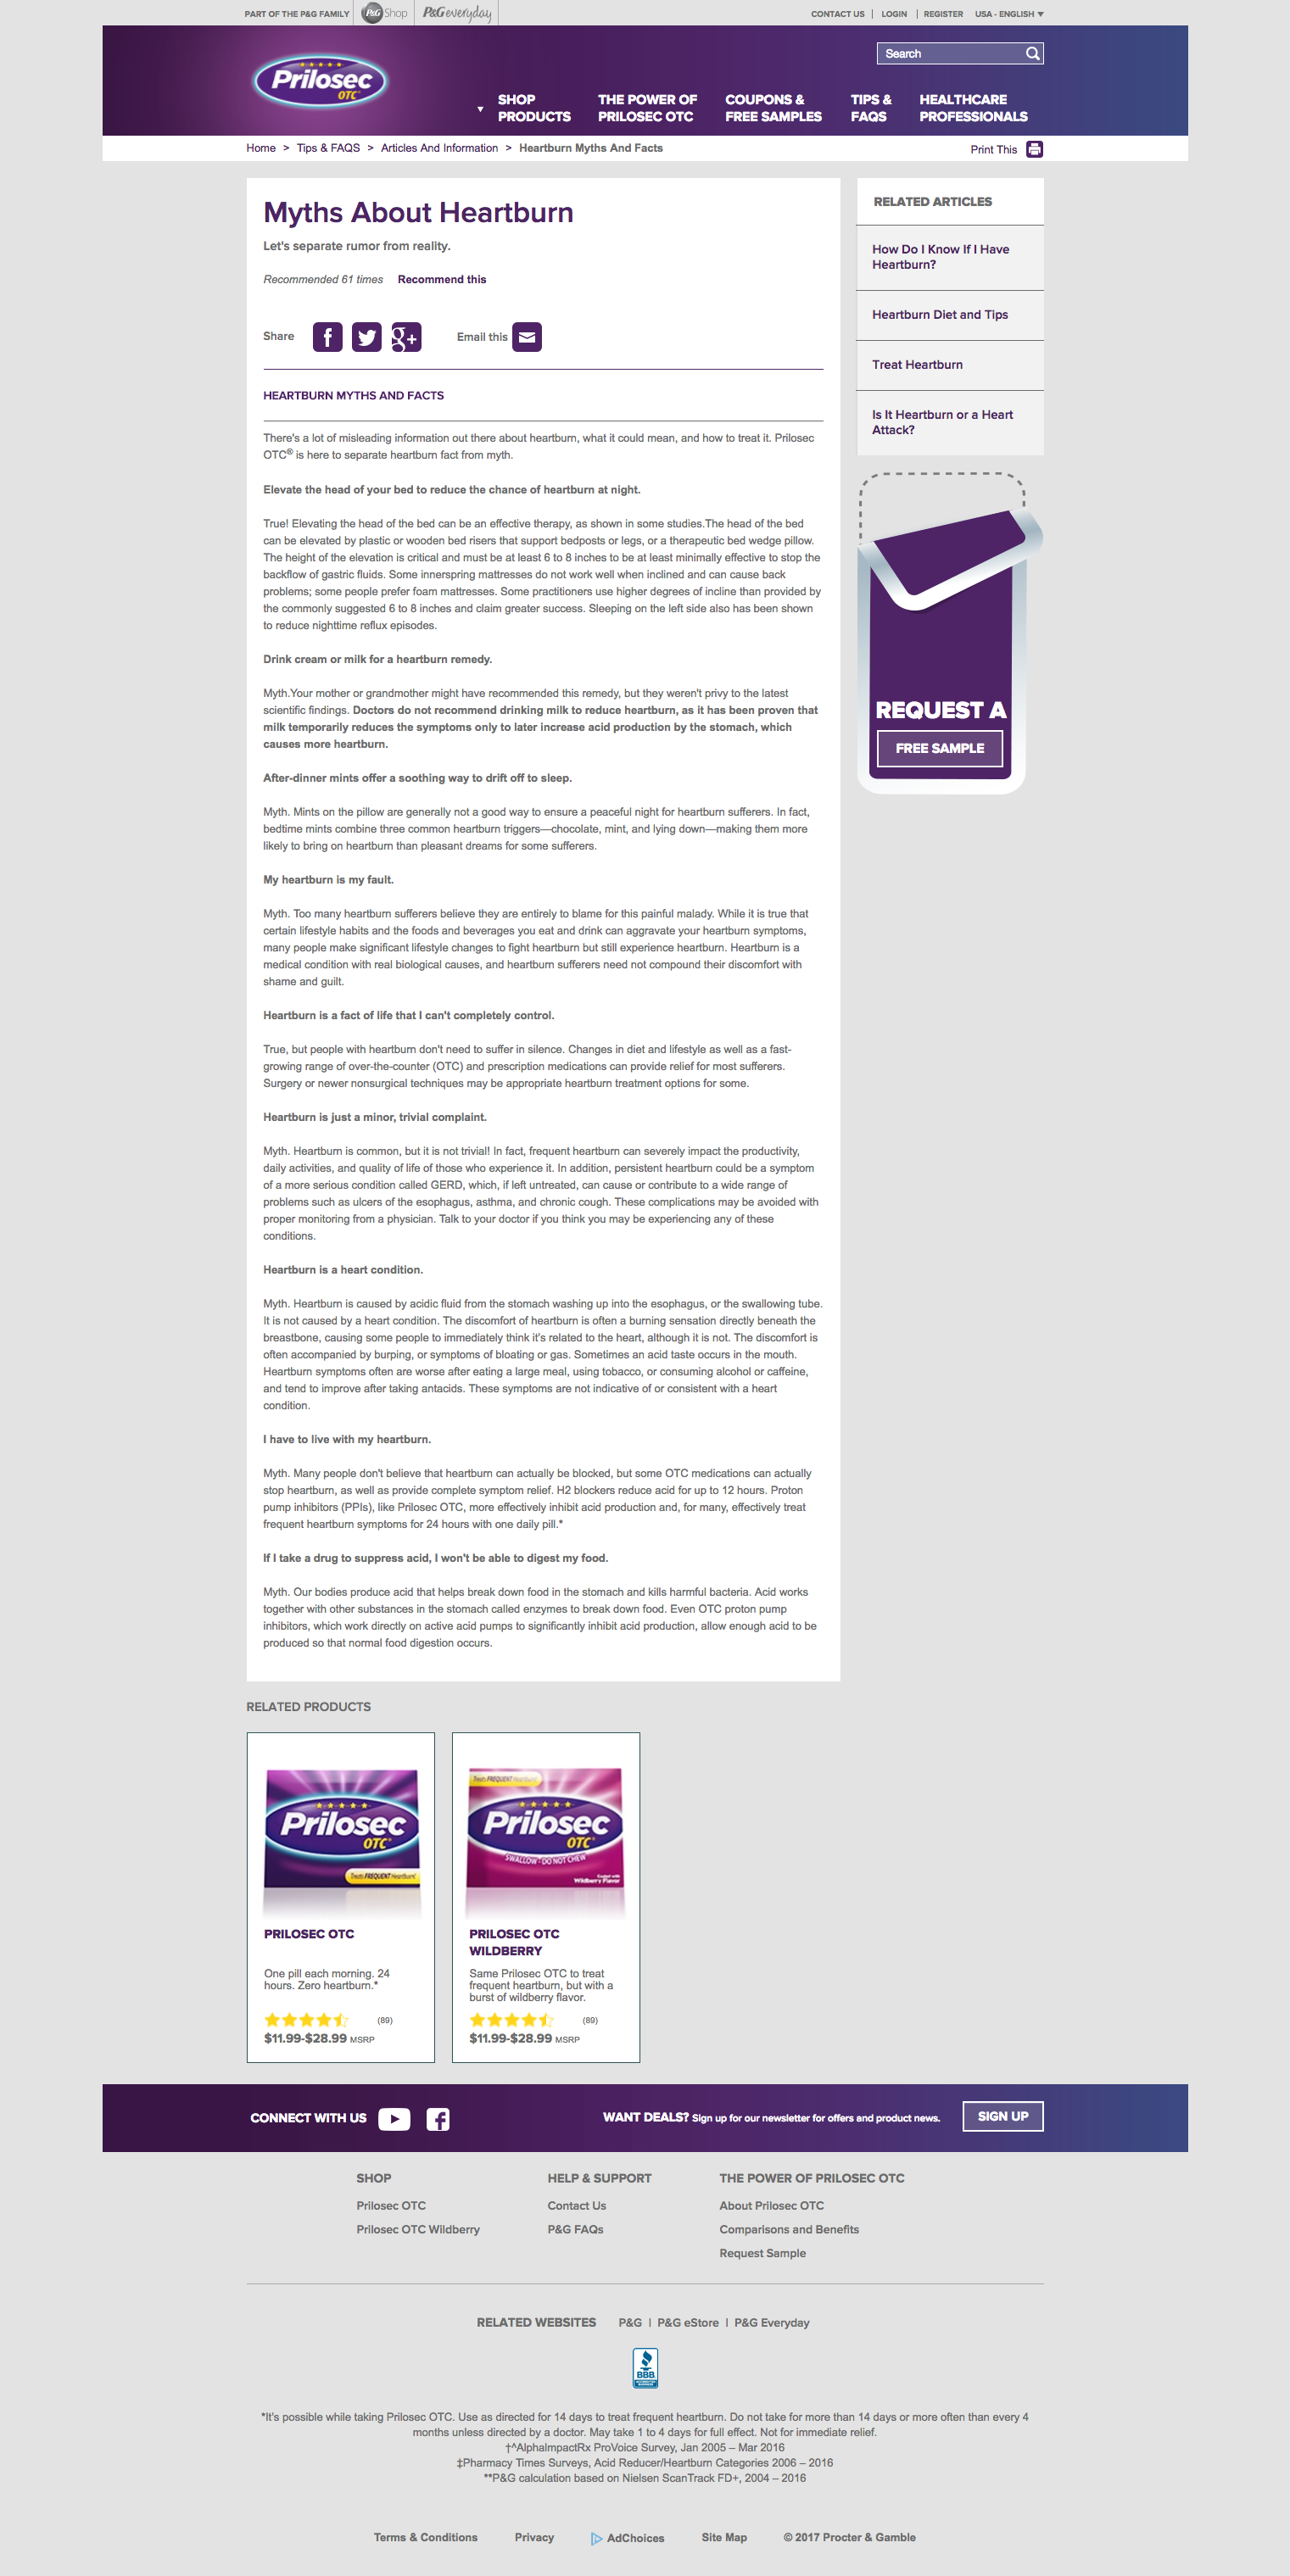 PART OF THE P&G FAMILY
P&G Shop
P&G everyday
CONTACT US | LOGIN | REGISTER USA - ENGLISH ▼
Prilosec OTC
Search
SHOP PRODUCTS
THE POWER OF PRILOSEC OTC
COUPONS & FREE SAMPLES
TIPS & FAQS
HEALTHCARE PROFESSIONALS
Home > Tips & FAQS > Articles And Information > Heartburn Myths And Facts
Print This
Myths About Heartburn
Let's separate rumor from reality.
Recommended 61 times Recommend this
Share
Email this
HEARTBURN MYTHS AND FACTS
There's a lot of misleading information out there about heartburn, what it could mean, and how to treat it. Prilosec
OTC® is here to separate heartburn fact from myth.
Elevate the head of your bed to reduce the chance of heartburn at night.
True! Elevating the head of the bed can be an effective therapy, as shown in some studies.The head of the bed
can be elevated by plastic or wooden bed risers that support bedposts or legs, or a therapeutic bed wedge pillow.
The height of the elevation is critical and must be at least 6 to 8 inches to be at least minimally effective to stop the
backflow of gastric fluids. Some innerspring mattresses do not work well when inclined and can cause back
problems; some people prefer foam mattresses. Some practitioners use higher degrees of incline than provided by
the commonly suggested 6 to 8 inches and claim greater success. Sleeping on the left side also has been shown
to reduce nighttime reflux episodes.
Drink cream or milk for a heartburn remedy.
Myth.Your mother or grandmother might have recommended this remedy, but they weren't privy to the latest
scientific findings. Doctors do not recommend drinking milk to reduce heartburn, as it has been proven that
milk temporarily reduces the symptoms only to later increase acid production by the stomach, which
causes more heartburn.
After-dinner mints offer a soothing way to drift off to sleep.
Myth. Mints on the pillow are generally not a good way to ensure a peaceful night for heartburn sufferers. In fact,
bedtime mints combine three common heartburn triggers—chocolate, mint, and lying down—making them more
likely to bring on heartburn than pleasant dreams for some sufferers.
My heartburn is my fault.
Myth. Too many heartburn sufferers believe they are entirely to blame for this painful malady. While it is true that
certain lifestyle habits and the foods and beverages you eat and drink can aggravate your heartburn symptoms,
many people make significant lifestyle changes to fight heartburn but still experience heartburn. Heartburn is a
medical condition with real biological causes, and heartburn sufferers need not compound their discomfort with
shame and guilt.
Heartburn is a fact of life that I can't completely control.
True, but people with heartburn don't need to suffer in silence. Changes in diet and lifestyle as well as a fast-
growing range of over-the-counter (OTC) and prescription medications can provide relief for most sufferers.
Surgery or newer nonsurgical techniques may be appropriate heartburn treatment options for some.
Heartburn is just a minor, trivial complaint.
Myth. Heartburn is common, but it is not trivial! In fact, frequent heartburn can severely impact the productivity,
daily activities, and quality of life of those who experience it. In addition, persistent heartburn could be a symptom
of a more serious condition called GERD, which, if left untreated, can cause or contribute to a wide range of
problems such as ulcers of the esophagus, asthma, and chronic cough. These complications may be avoided with
proper monitoring from a physician. Talk to your doctor if you think you may be experiencing any of these
conditions.
Heartburn is a heart condition.
Myth. Heartburn is caused by acidic fluid from the stomach washing up into the esophagus, or the swallowing tube.
It is not caused by a heart condition. The discomfort of heartburn is often a burning sensation directly beneath the
breastbone, causing some people to immediately think it's related to the heart, although it is not. The discomfort is
often accompanied by burping, or symptoms of bloating or gas. Sometimes an acid taste occurs in the mouth.
Heartburn symptoms often are worse after eating a large meal, using tobacco, or consuming alcohol or caffeine,
and tend to improve after taking antacids. These symptoms are not indicative of or consistent with a heart
condition.
I have to live with my heartburn.
Myth. Many people don't believe that heartburn can actually be blocked, but some OTC medications can actually
stop heartburn, as well as provide complete symptom relief. H2 blockers reduce acid for up to 12 hours. Proton
pump inhibitors (PPIs), like Prilosec OTC, more effectively inhibit acid production and, for many, effectively treat
frequent heartburn symptoms for 24 hours with one daily pill.*
If I take a drug to suppress acid, I won't be able to digest my food.
Myth. Our bodies produce acid that helps break down food in the stomach and kills harmful bacteria. Acid works
together with other substances in the stomach called enzymes to break down food. Even OTC proton pump
inhibitors, which work directly on active acid pumps to significantly inhibit acid production, allow enough acid to be
produced so that normal food digestion occurs.
RELATED ARTICLES
How Do I Know If I Have
Heartburn?
Heartburn Diet and Tips
Treat Heartburn
Is It Heartburn or a Heart
Attack?
REQUEST A
FREE SAMPLE
RELATED PRODUCTS
Prilosec
OTC
Treats FREQUENT Heartburn!
PRILOSEC OTC
One pill each morning. 24
hours. Zero heartburn.*
(89)
$11.99-$28.99 MSRP
Treats FREQUENT Heartburn!
Prilosec
OTC
SWALLOW - DO NOT CHEW
Coated with
Wildberry Flavor
PRILOSEC OTC
WILDBERRY
Same Prilosec OTC to treat
frequent heartburn, but with a
burst of wildberry flavor.
(89)
$11.99-$28.99 MSRP
CONNECT WITH US
WANT DEALS? Sign up for our newsletter for offers and product news.
SIGN UP
SHOP
Prilosec OTC
Prilosec OTC Wildberry
HELP & SUPPORT
Contact Us
P&G FAQs
THE POWER OF PRILOSEC OTC
About Prilosec OTC
Comparisons and Benefits
Request Sample
RELATED WEBSITES P&G | P&G eStore | P&G Everyday
BBB
*It's possible while taking Prilosec OTC. Use as directed for 14 days to treat frequent heartburn. Do not take for more than 14 days or more often than every 4
months unless directed by a doctor. May take 1 to 4 days for full effect. Not for immediate relief.
†^AlphaImpactRx ProVoice Survey, Jan 2005 – Mar 2016
‡Pharmacy Times Surveys, Acid Reducer/Heartburn Categories 2006 – 2016
**P&G calculation based on Nielsen ScanTrack FD+, 2004 – 2016
Terms & Conditions
Privacy
AdChoices
Site Map
© 2017 Procter & Gamble